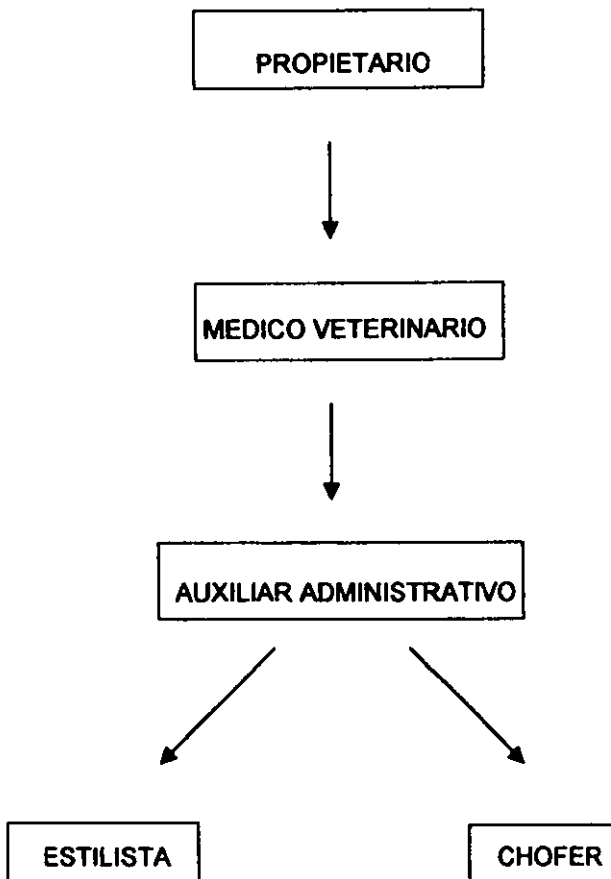 PROPIETARIO
MEDICO VETERINARIO
AUXILIAR ADMINISTRATIVO
ESTILISTA
CHOFER